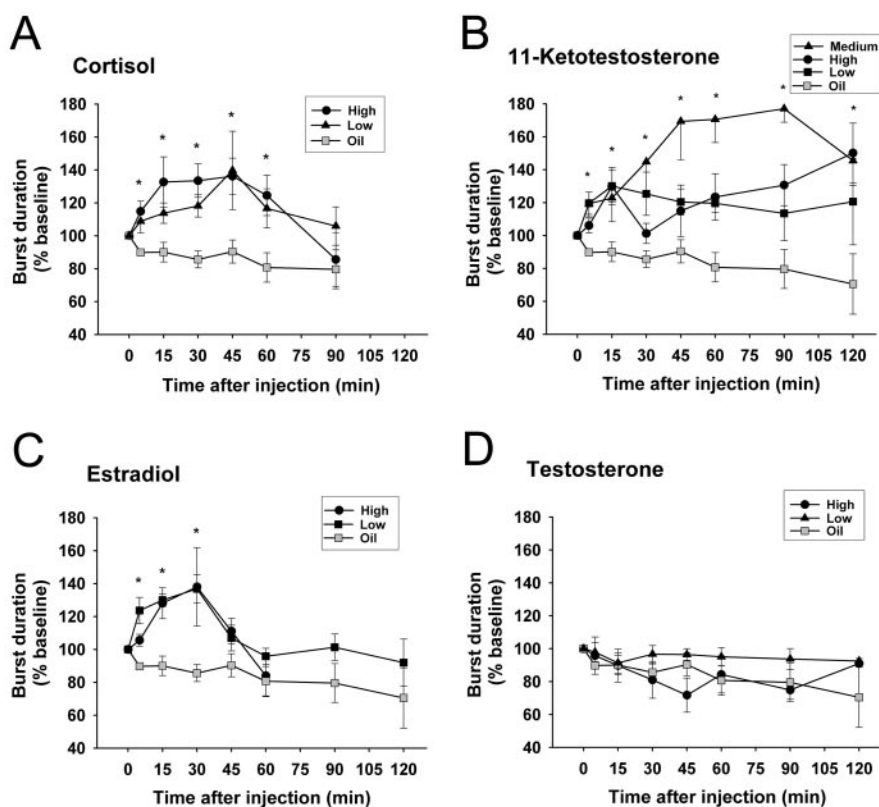 A
Cortisol
High
Low
Oil
Burst duration
(% baseline)
180
160
140
120
100
80
60
40
* * * * *
0 15 30 45 60 75 90 105 120
Time after injection (min)
B
11-Ketotestosterone
Medium
High
Low
Oil
Burst duration
(% baseline)
180
160
140
120
100
80
60
40
* * * * * * *
0 15 30 45 60 75 90 105 120
Time after injection (min)
C
Estradiol
High
Low
Oil
Burst duration
(% baseline)
180
160
140
120
100
80
60
40
* * *
0 15 30 45 60 75 90 105 120
Time after injection (min)
D
Testosterone
High
Low
Oil
Burst duration
(% baseline)
180
160
140
120
100
80
60
40
0 15 30 45 60 75 90 105 120
Time after injection (min)